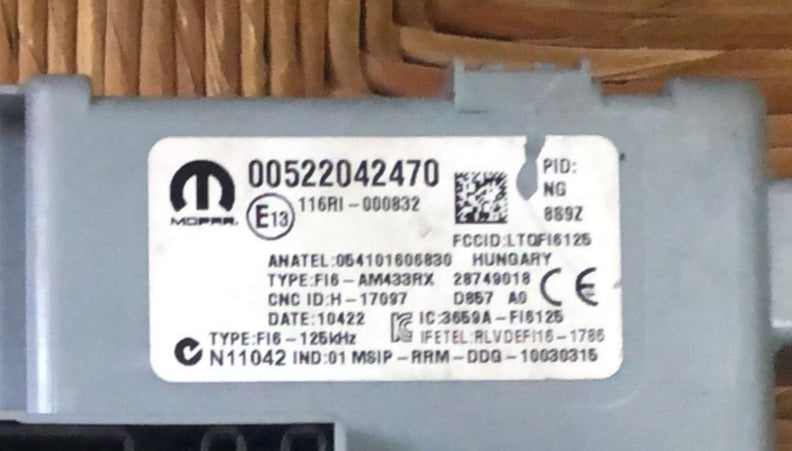 MOPAR.
00522042470
E13
116RI-000832
PID:
NG
889Z
FCCID:LTQFI6125
ANATEL:054101606830 HUNGARY
TYPE:FI6-AM433RX 28749018 CE
CNC ID:H-17097 D857 A0
DATE:10422 IC:3659A-FI6125
TYPE:FI6-125kHz IFETEL:RLVDEFI16-1786
N11042 IND:01 MSIP-RRM-DDG-10030315